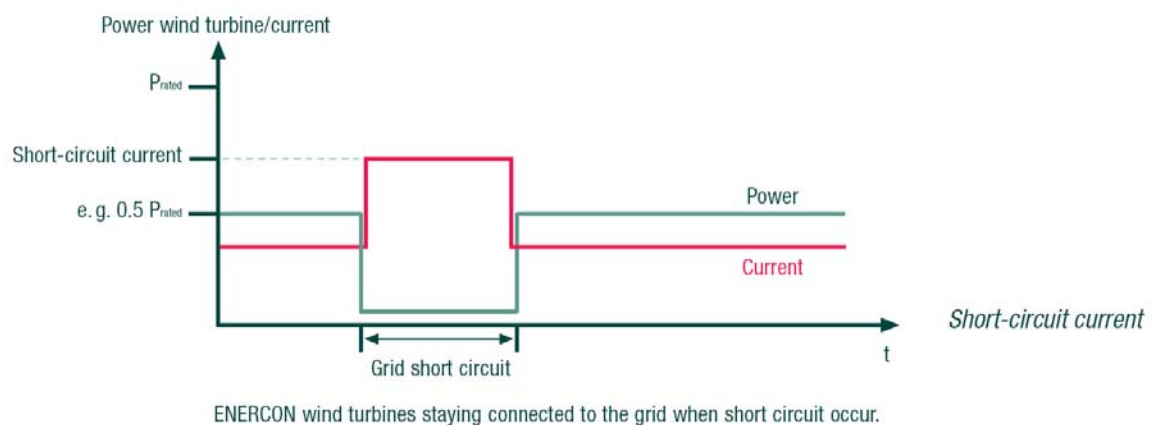 Power wind turbine/current
Prated
Short-circuit current
e. g. 0.5 Prated
Power
Current
Short-circuit current
t
Grid short circuit
ENERCON wind turbines staying connected to the grid when short circuit occur.